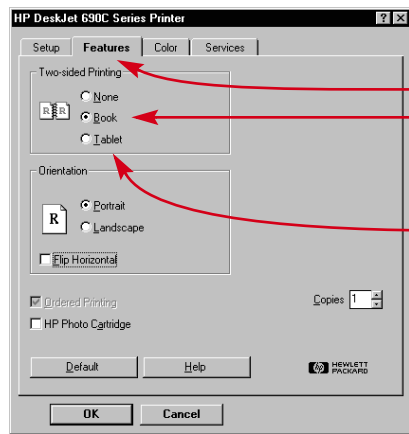 HP DeskJet 690C Series Printer
Setup Features Color Services
Two-sided Printing
None
R R
Book
Tablet
Orientation
Portrait
R
Landscape
Flip Horizontal
Ordered Printing
Copies 1
HP Photo Cartridge
Default Help hp HEWLETT PACKARD
OK Cancel